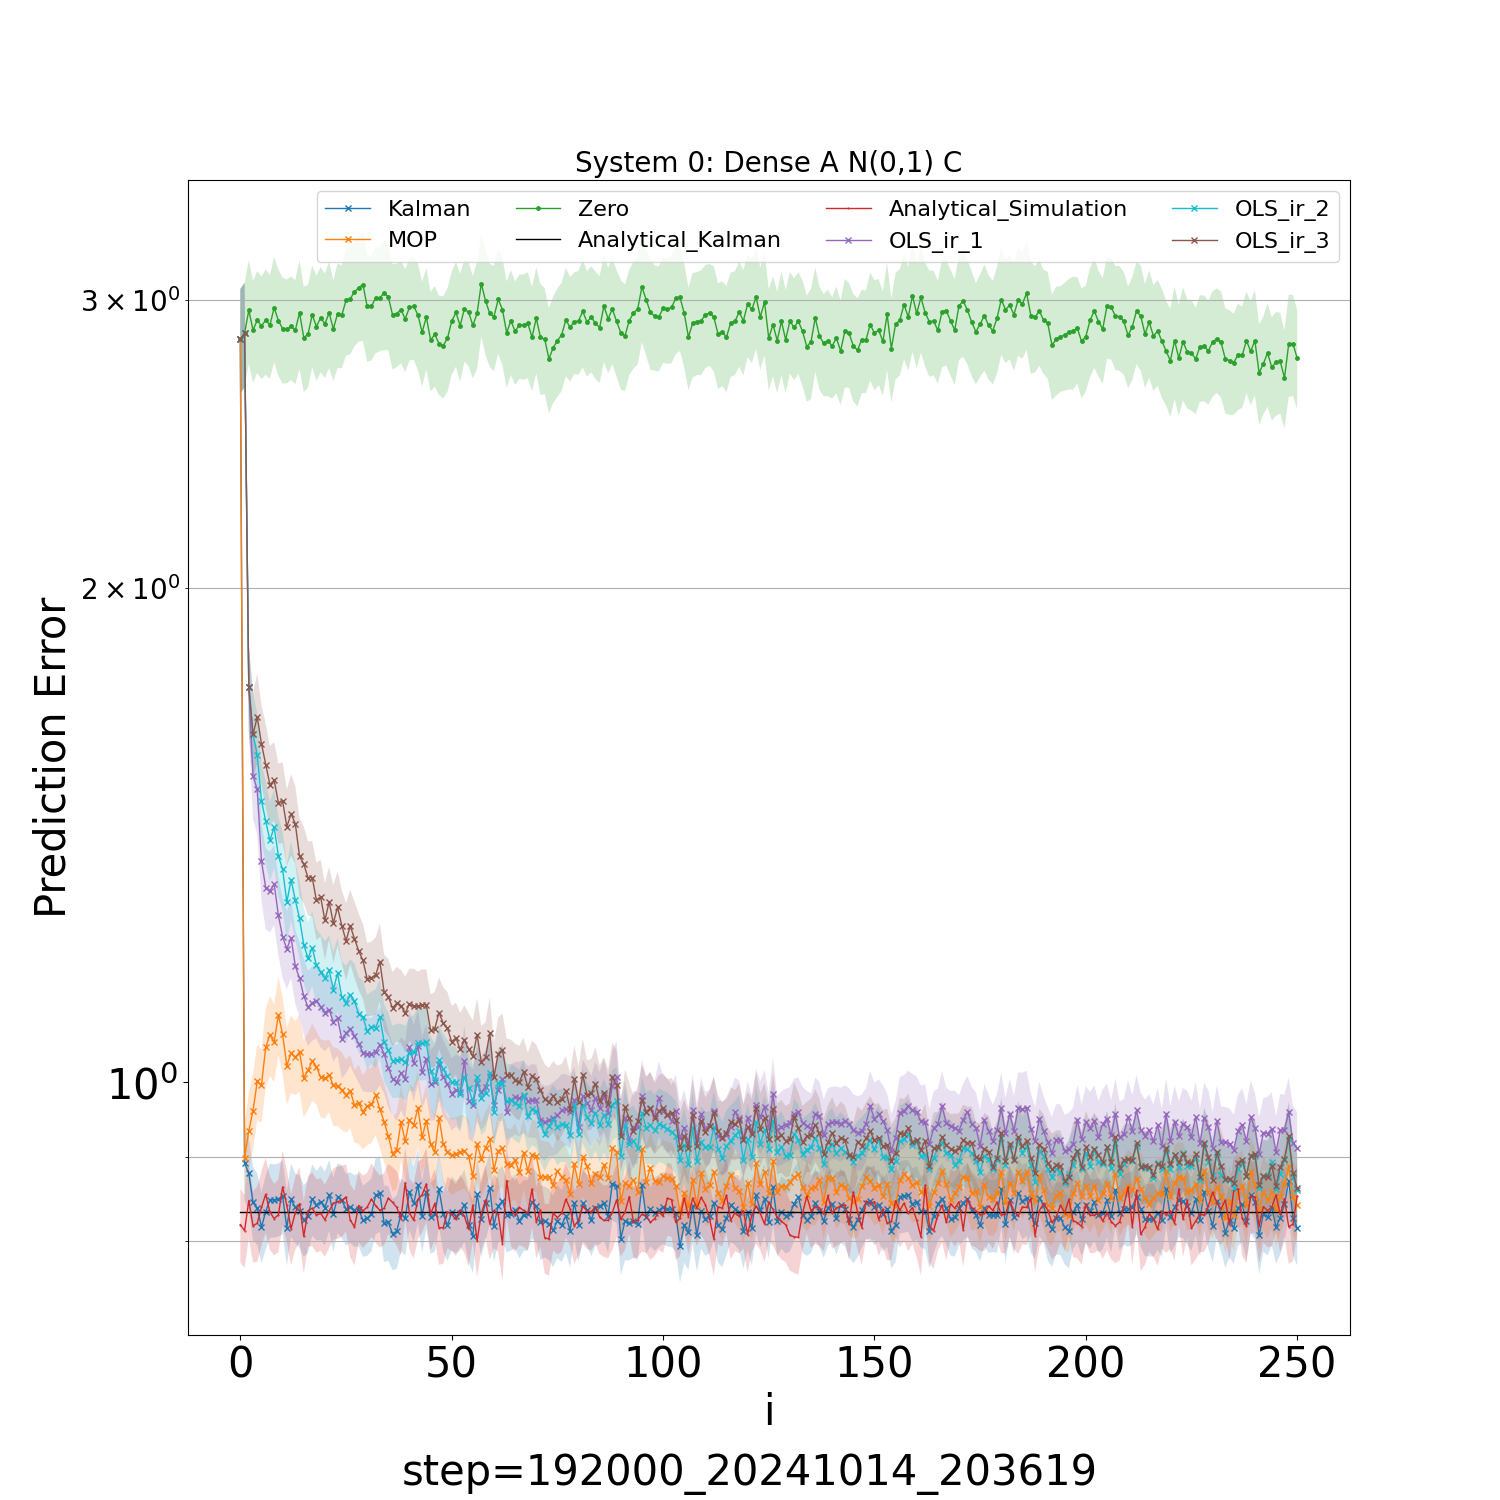 System 0: Dense A N(0,1) C
Kalman
MOP
Zero
Analytical_Kalman
Analytical_Simulation
OLS_ir_1
OLS_ir_2
OLS_ir_3
Prediction Error
3 × 10⁰
2 × 10⁰
10⁰
0 50 100 150 200 250
i
step=192000_20241014_203619